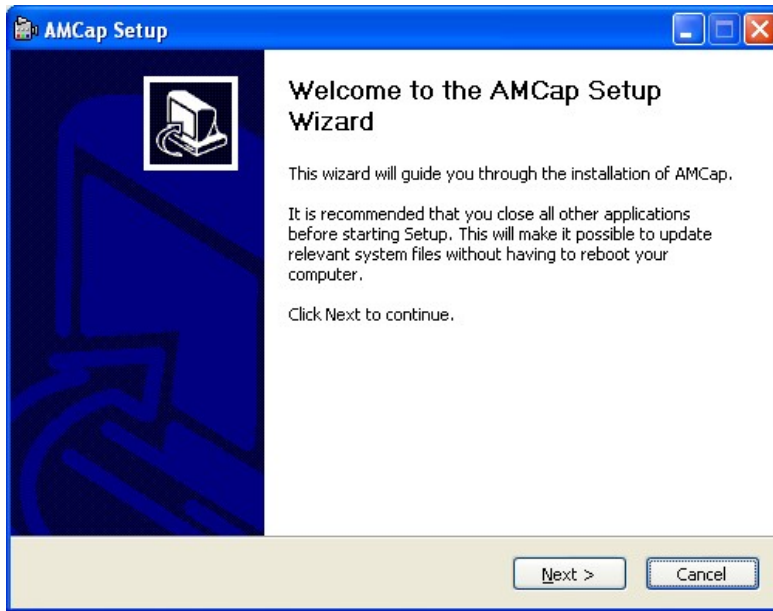 AMCap Setup
Welcome to the AMCap Setup
Wizard
This wizard will guide you through the installation of AMCap.
It is recommended that you close all other applications
before starting Setup. This will make it possible to update
relevant system files without having to reboot your
computer.
Click Next to continue.
Next >
Cancel